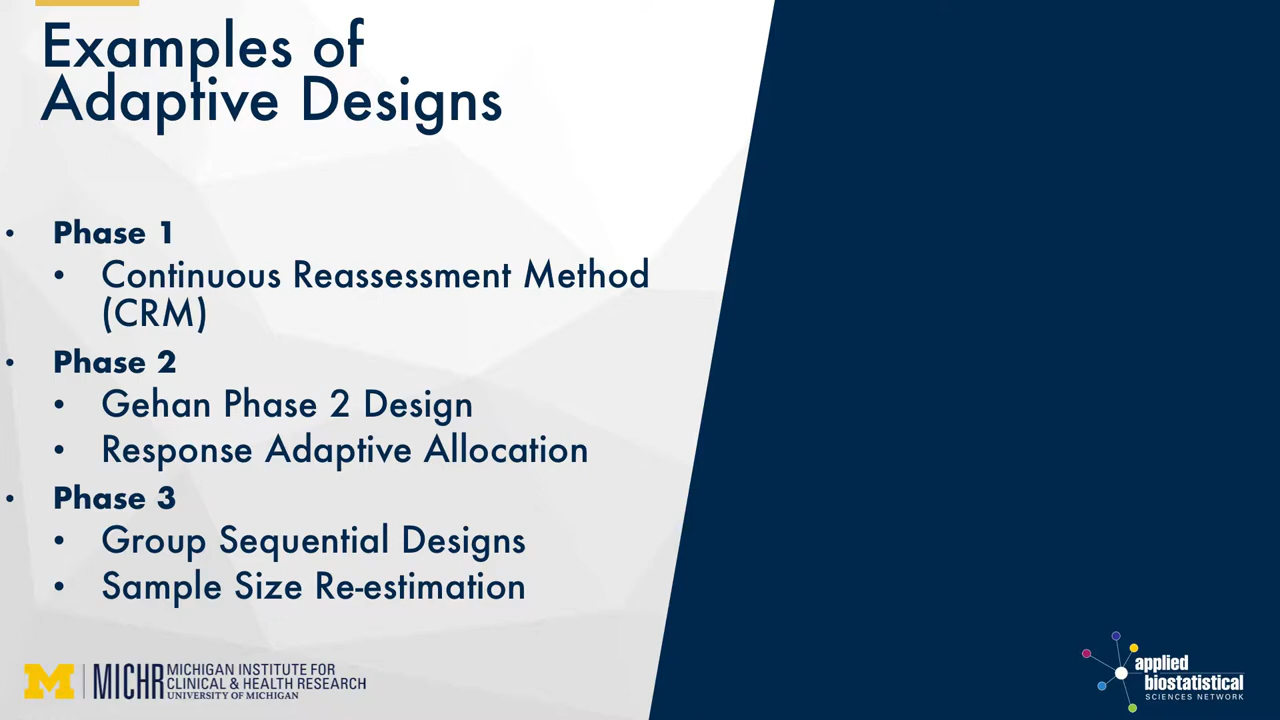 Examples of
Adaptive Designs
• Phase 1
• Continuous Reassessment Method
(CRM)
• Phase 2
• Gehan Phase 2 Design
• Response Adaptive Allocation
• Phase 3
• Group Sequential Designs
• Sample Size Re-estimation
M
MICHR
MICHIGAN INSTITUTE FOR
CLINICAL & HEALTH RESEARCH
UNIVERSITY OF MICHIGAN
applied
biostatistical
SCIENCES NETWORK